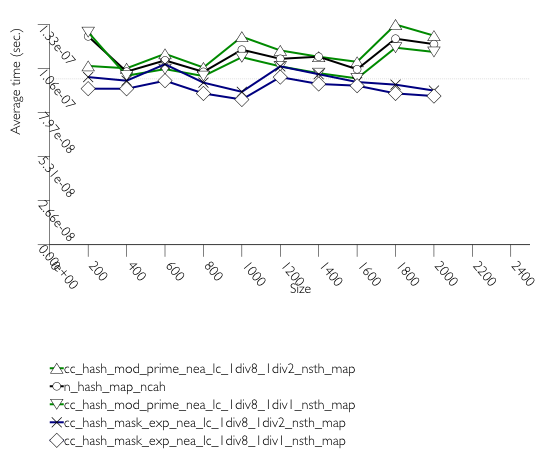 Average time (sec.)
1.33e-07
1.06e-07
7.97e-08
5.31e-08
2.66e-08
0.00e+00
0
200
400
600
800
1000
1200
1400
1600
1800
2000
2200
2400
Size
cc_hash_mod_prime_nea_lc_1div8_1div2_nsth_map
n_hash_map_ncah
cc_hash_mod_prime_nea_lc_1div8_1div1_nsth_map
cc_hash_mask_exp_nea_lc_1div8_1div2_nsth_map
cc_hash_mask_exp_nea_lc_1div8_1div1_nsth_map